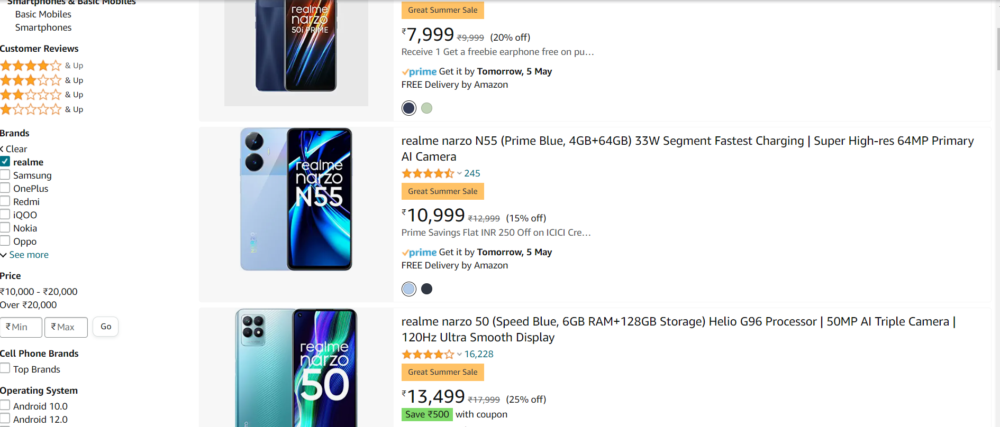 Smartphones & Basic Mobiles
Basic Mobiles
Smartphones
Customer Reviews
& Up
& Up
& Up
& Up
Brands
Clear
realme
Samsung
OnePlus
Redmi
iQOO
Nokia
Oppo
See more
Price
₹10,000 - ₹20,000
Over ₹20,000
₹ Min
₹ Max
Go
Cell Phone Brands
Top Brands
Operating System
Android 10.0
Android 12.0
realme
narzo
50i PRIME
Great Summer Sale
₹7,999 ₹9,999 (20% off)
Receive 1 Get a freebie earphone free on pu…
prime Get it by Tomorrow, 5 May
FREE Delivery by Amazon
realme
narzo
N55
realme narzo N55 (Prime Blue, 4GB+64GB) 33W Segment Fastest Charging | Super High-res 64MP Primary
AI Camera
245
Great Summer Sale
₹10,999 ₹12,999 (15% off)
Prime Savings Flat INR 250 Off on ICICI Cre…
prime Get it by Tomorrow, 5 May
FREE Delivery by Amazon
realme
narzo
50
realme narzo 50 (Speed Blue, 6GB RAM+128GB Storage) Helio G96 Processor | 50MP AI Triple Camera |
120Hz Ultra Smooth Display
16,228
Great Summer Sale
₹13,499 ₹17,999 (25% off)
Save ₹500 with coupon